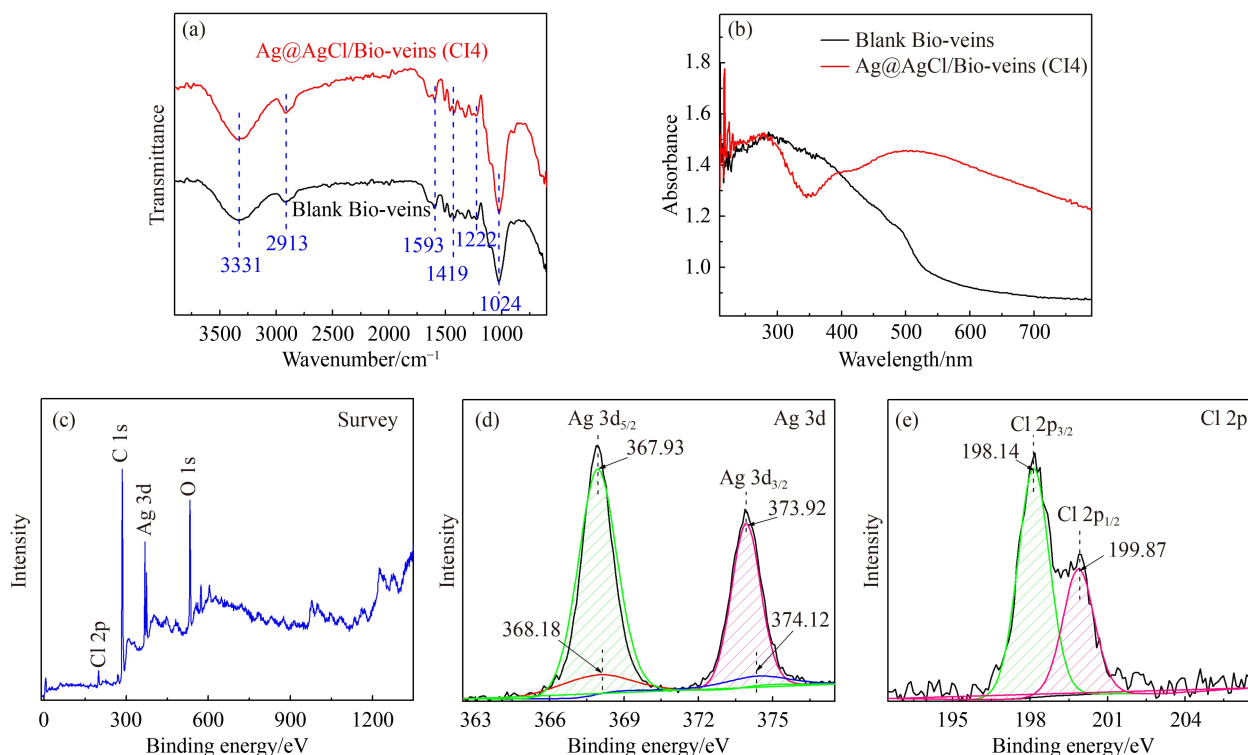 (a)
Ag@AgCl/Bio-veins (CI4)
Blank Bio-veins
3331
2913
1593
1419
1222
1024
Transmittance
3500 3000 2500 2000 1500 1000
Wavenumber/cm⁻¹
(b)
Blank Bio-veins
Ag@AgCl/Bio-veins (CI4)
Absorbance
1.8
1.6
1.4
1.2
1.0
300 400 500 600 700
Wavelength/nm
(c)
Survey
C 1s
Ag 3d
O 1s
Cl 2p
Intensity
0 300 600 900 1200
Binding energy/eV
(d)
Ag 3d
Ag 3d5/2
367.93
Ag 3d3/2
373.92
368.18
374.12
Intensity
363 366 369 372 375
Binding energy/eV
(e)
Cl 2p
Cl 2p3/2
198.14
Cl 2p1/2
199.87
Intensity
195 198 201 204
Binding energy/eV